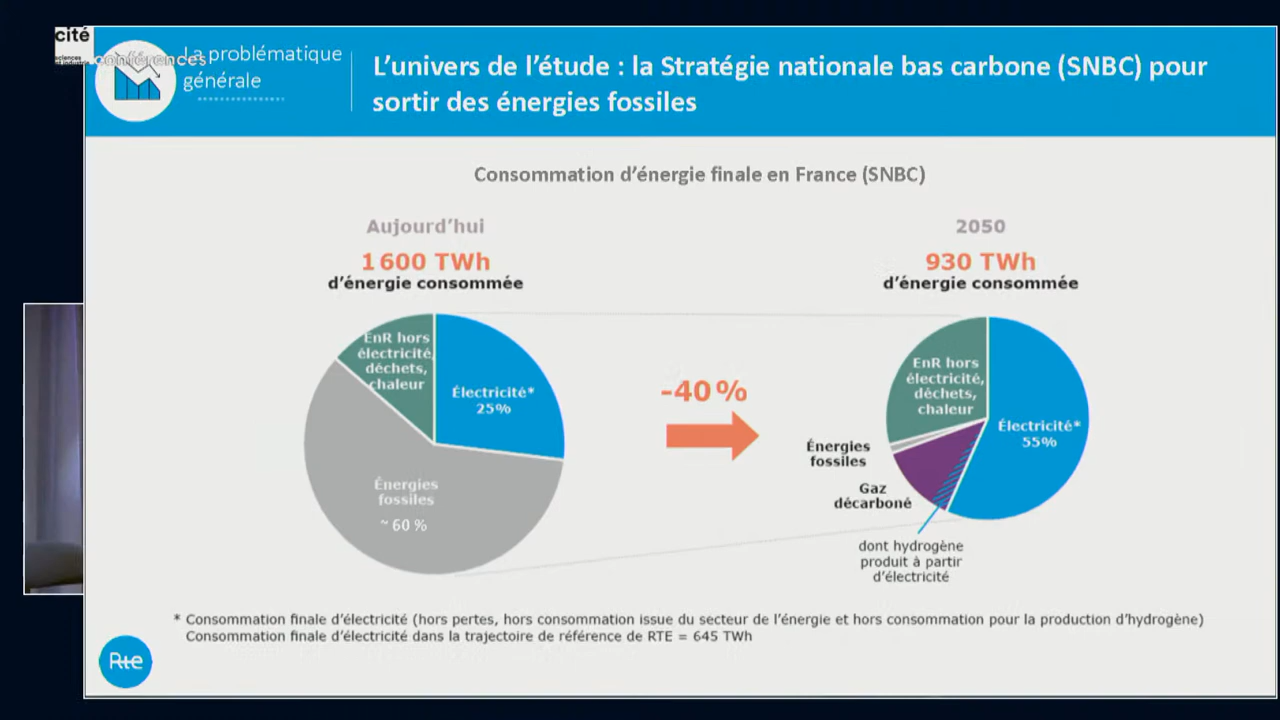 cité
sciences
et industrie
conférences
La problématique
générale
L'univers de l'étude : la Stratégie nationale bas carbone (SNBC) pour
sortir des énergies fossiles
Consommation d'énergie finale en France (SNBC)
Aujourd'hui
1 600 TWh
d'énergie consommée
EnR hors
électricité,
déchets,
chaleur
Électricité*
25%
Énergies
fossiles
~ 60 %
-40 %
2050
930 TWh
d'énergie consommée
EnR hors
électricité,
déchets,
chaleur
Électricité*
55%
Énergies
fossiles
Gaz
décarboné
dont hydrogène
produit à partir
d'électricité
* Consommation finale d'électricité (hors pertes, hors consommation issue du secteur de l'énergie et hors consommation pour la production d'hydrogène)
Consommation finale d'électricité dans la trajectoire de référence de RTE = 645 TWh
Rte